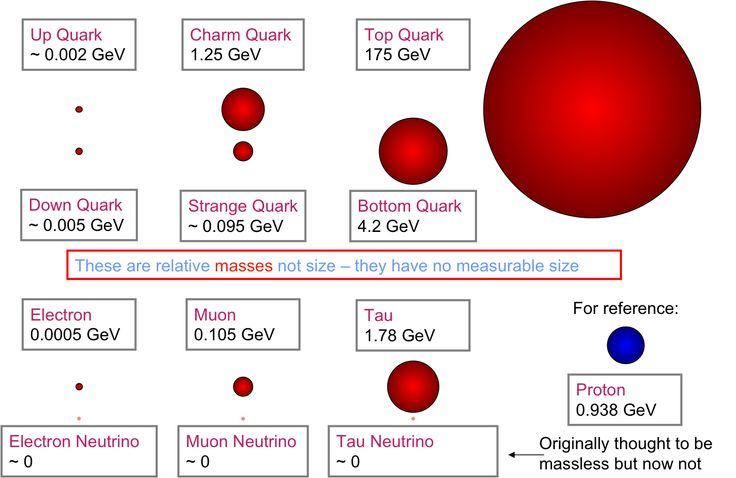 Up Quark
~ 0.002 GeV
Charm Quark
1.25 GeV
Top Quark
175 GeV
Down Quark
~ 0.005 GeV
Strange Quark
~ 0.095 GeV
Bottom Quark
4.2 GeV
These are relative masses not size – they have no measurable size
Electron
0.0005 GeV
Muon
0.105 GeV
Tau
1.78 GeV
For reference:
Proton
0.938 GeV
Electron Neutrino
~ 0
Muon Neutrino
~ 0
Tau Neutrino
~ 0
Originally thought to be
massless but now not